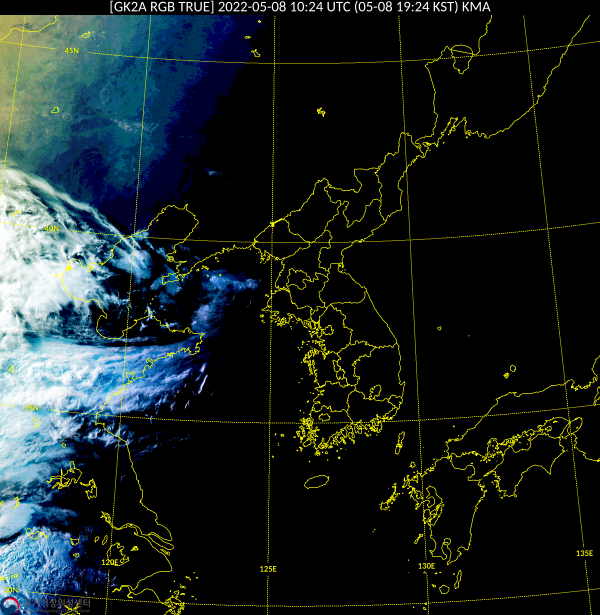 [GK2A RGB TRUE] 2022-05-08 10:24 UTC (05-08 19:24 KST) KMA
45N
40N
120E
125E
130E
135E